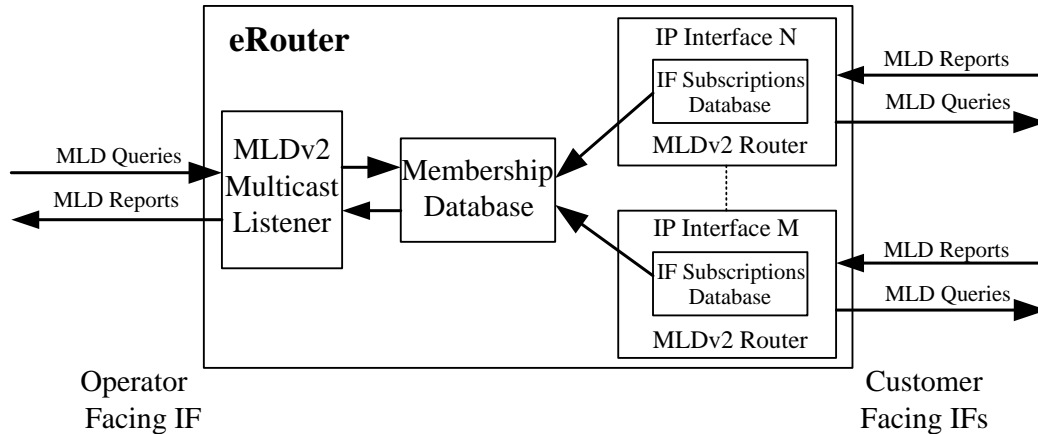 eRouter
IP Interface N
IF Subscriptions
Database
MLDv2 Router
MLD Reports
MLD Queries
MLD Queries
MLD Reports
MLDv2
Multicast
Listener
Membership
Database
IP Interface M
IF Subscriptions
Database
MLDv2 Router
MLD Reports
MLD Queries
Operator
Facing IF
Customer
Facing IFs